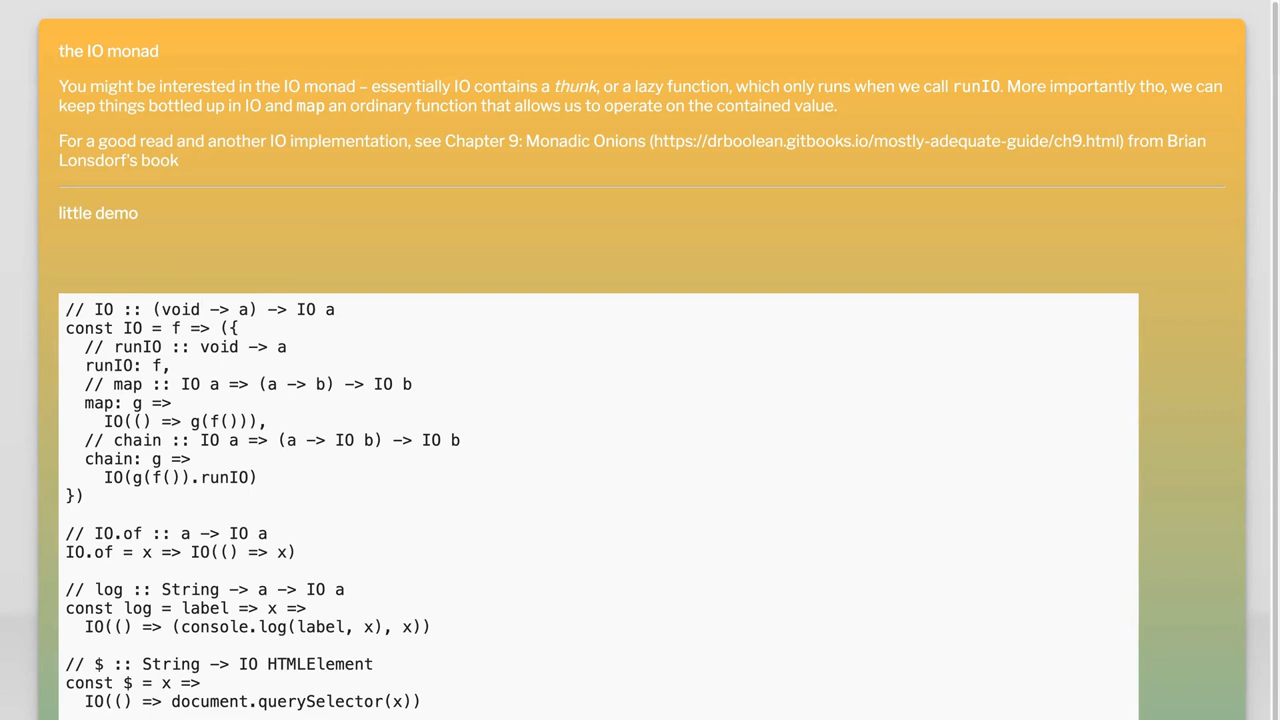 the IO monad
You might be interested in the IO monad – essentially IO contains a thunk, or a lazy function, which only runs when we call runIO. More importantly tho, we can
keep things bottled up in IO and map an ordinary function that allows us to operate on the contained value.
For a good read and another IO implementation, see Chapter 9: Monadic Onions (https://drboolean.gitbooks.io/mostly-adequate-guide/ch9.html) from Brian
Lonsdorf's book
little demo
// IO :: (void -> a) -> IO a
const IO = f => ({
  // runIO :: void -> a
  runIO: f,
  // map :: IO a => (a -> b) -> IO b
  map: g =>
    IO(() => g(f())),
  // chain :: IO a => (a -> IO b) -> IO b
  chain: g =>
    IO(g(f()).runIO)
})
// IO.of :: a -> IO a
IO.of = x => IO(() => x)
// log :: String -> a -> IO a
const log = label => x =>
  IO(() => (console.log(label, x), x))
// $ :: String -> IO HTMLElement
const $ = x =>
  IO(() => document.querySelector(x))